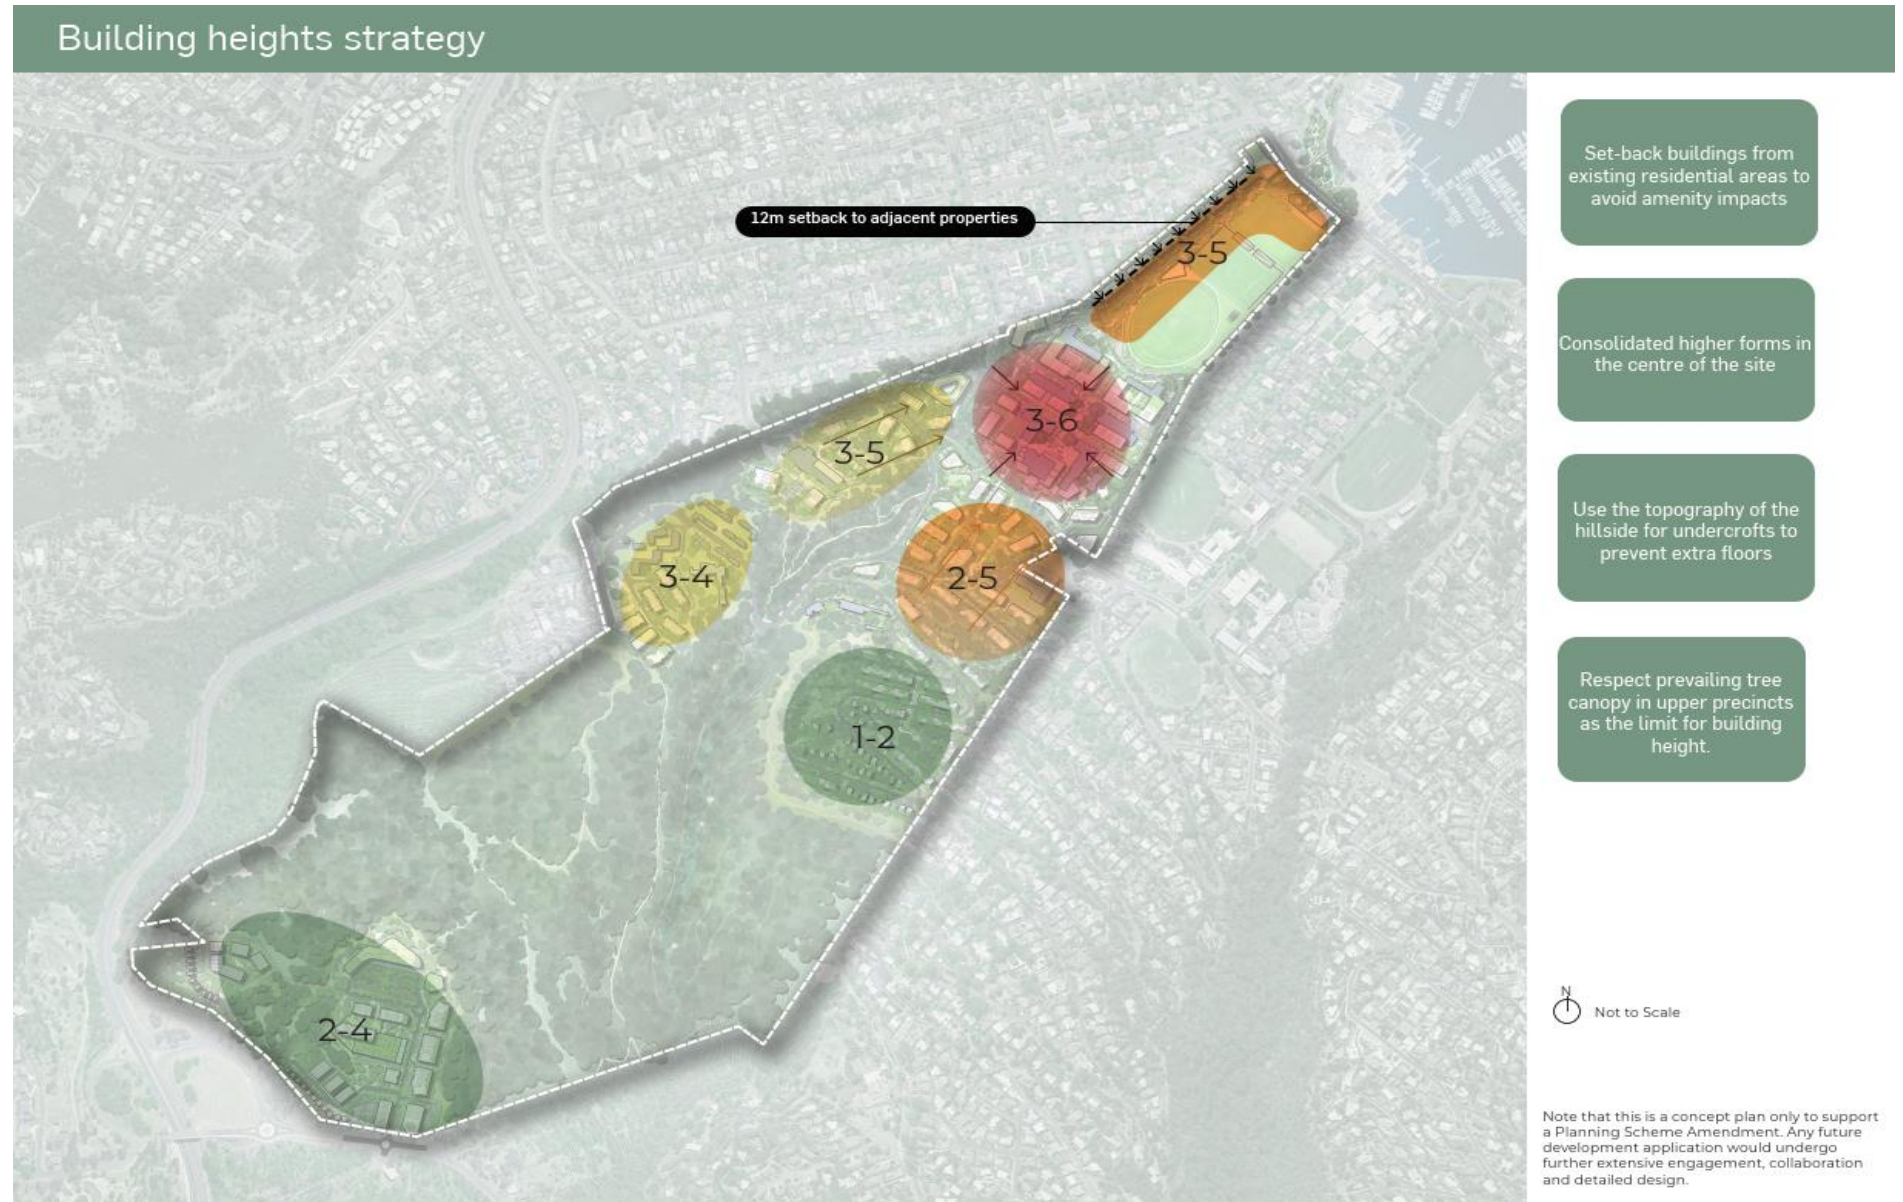 Building heights strategy
12m setback to adjacent properties
3-5
3-6
3-5
3-4
2-5
1-2
2-4
Set-back buildings from
existing residential areas to
avoid amenity impacts
Consolidated higher forms in
the centre of the site
Use the topography of the
hillside for undercrofts to
prevent extra floors
Respect prevailing tree
canopy in upper precincts
as the limit for building
height.
N
Not to Scale
Note that this is a concept plan only to support
a Planning Scheme Amendment. Any future
development application would undergo
further extensive engagement, collaboration
and detailed design.